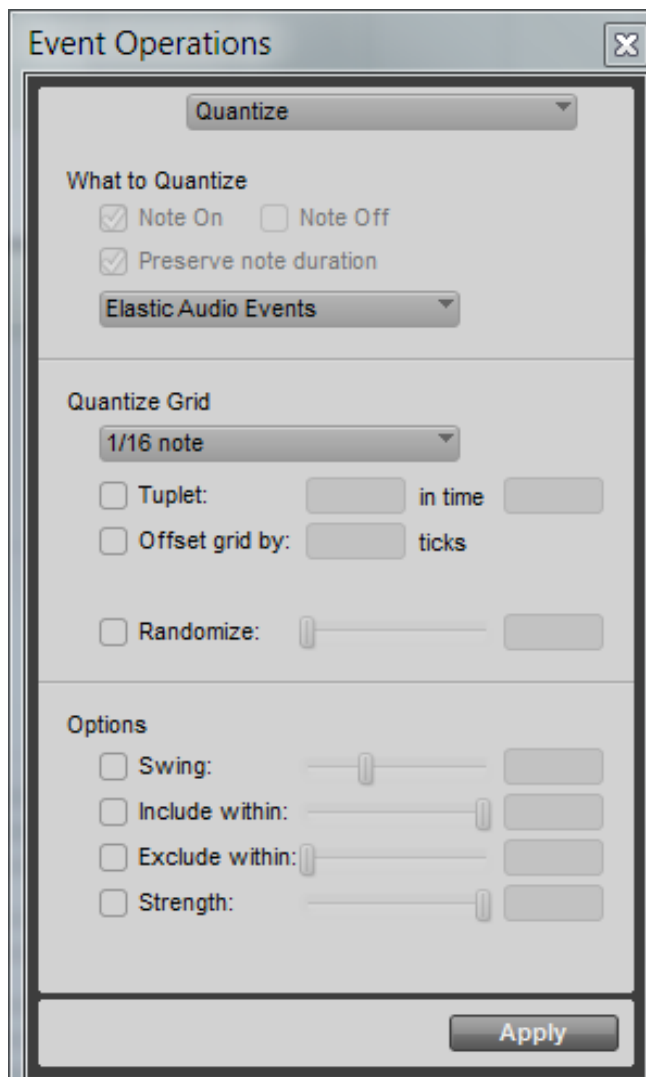 Event Operations
Quantize
What to Quantize
Note On Note Off
Preserve note duration
Elastic Audio Events
Quantize Grid
1/16 note
Tuplet: in time
Offset grid by: ticks
Randomize:
Options
Swing:
Include within:
Exclude within:
Strength:
Apply